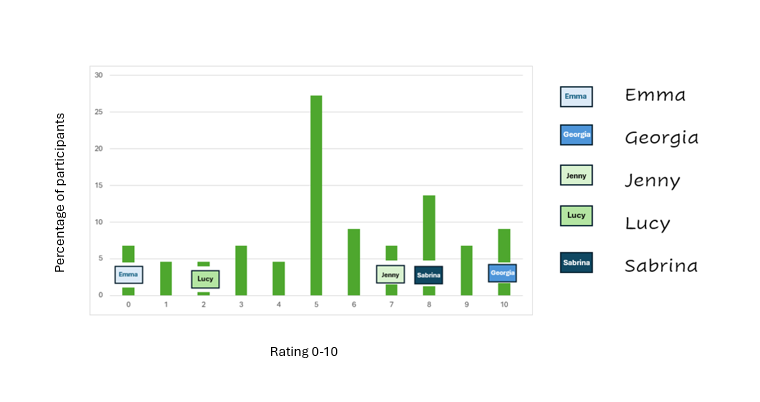 Percentage of participants
30
25
20
15
10
5
0
Emma
Lucy
Jenny
Sabrina
Georgia
0 1 2 3 4 5 6 7 8 9 10
Rating 0-10
Emma Emma
Georgia Georgia
Jenny Jenny
Lucy Lucy
Sabrina Sabrina